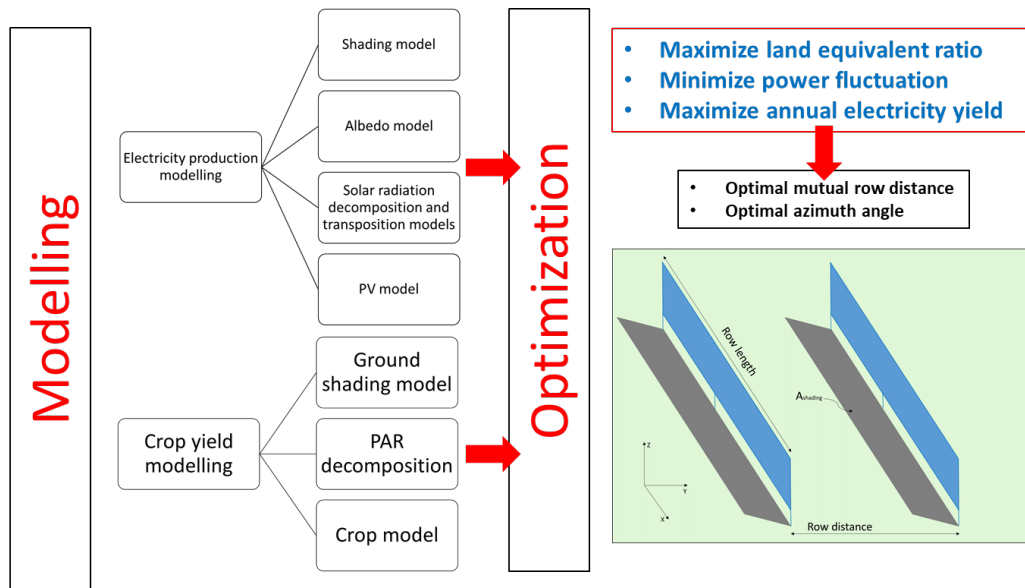 Modelling
Electricity production
modelling
Shading model
Albedo model
Solar radiation
decomposition and
transposition models
PV model
Crop yield
modelling
Ground
shading model
PAR
decomposition
Crop model
Optimization
• Maximize land equivalent ratio
• Minimize power fluctuation
• Maximize annual electricity yield
• Optimal mutual row distance
• Optimal azimuth angle
Row length
Ashading
Z
Y
X
Row distance